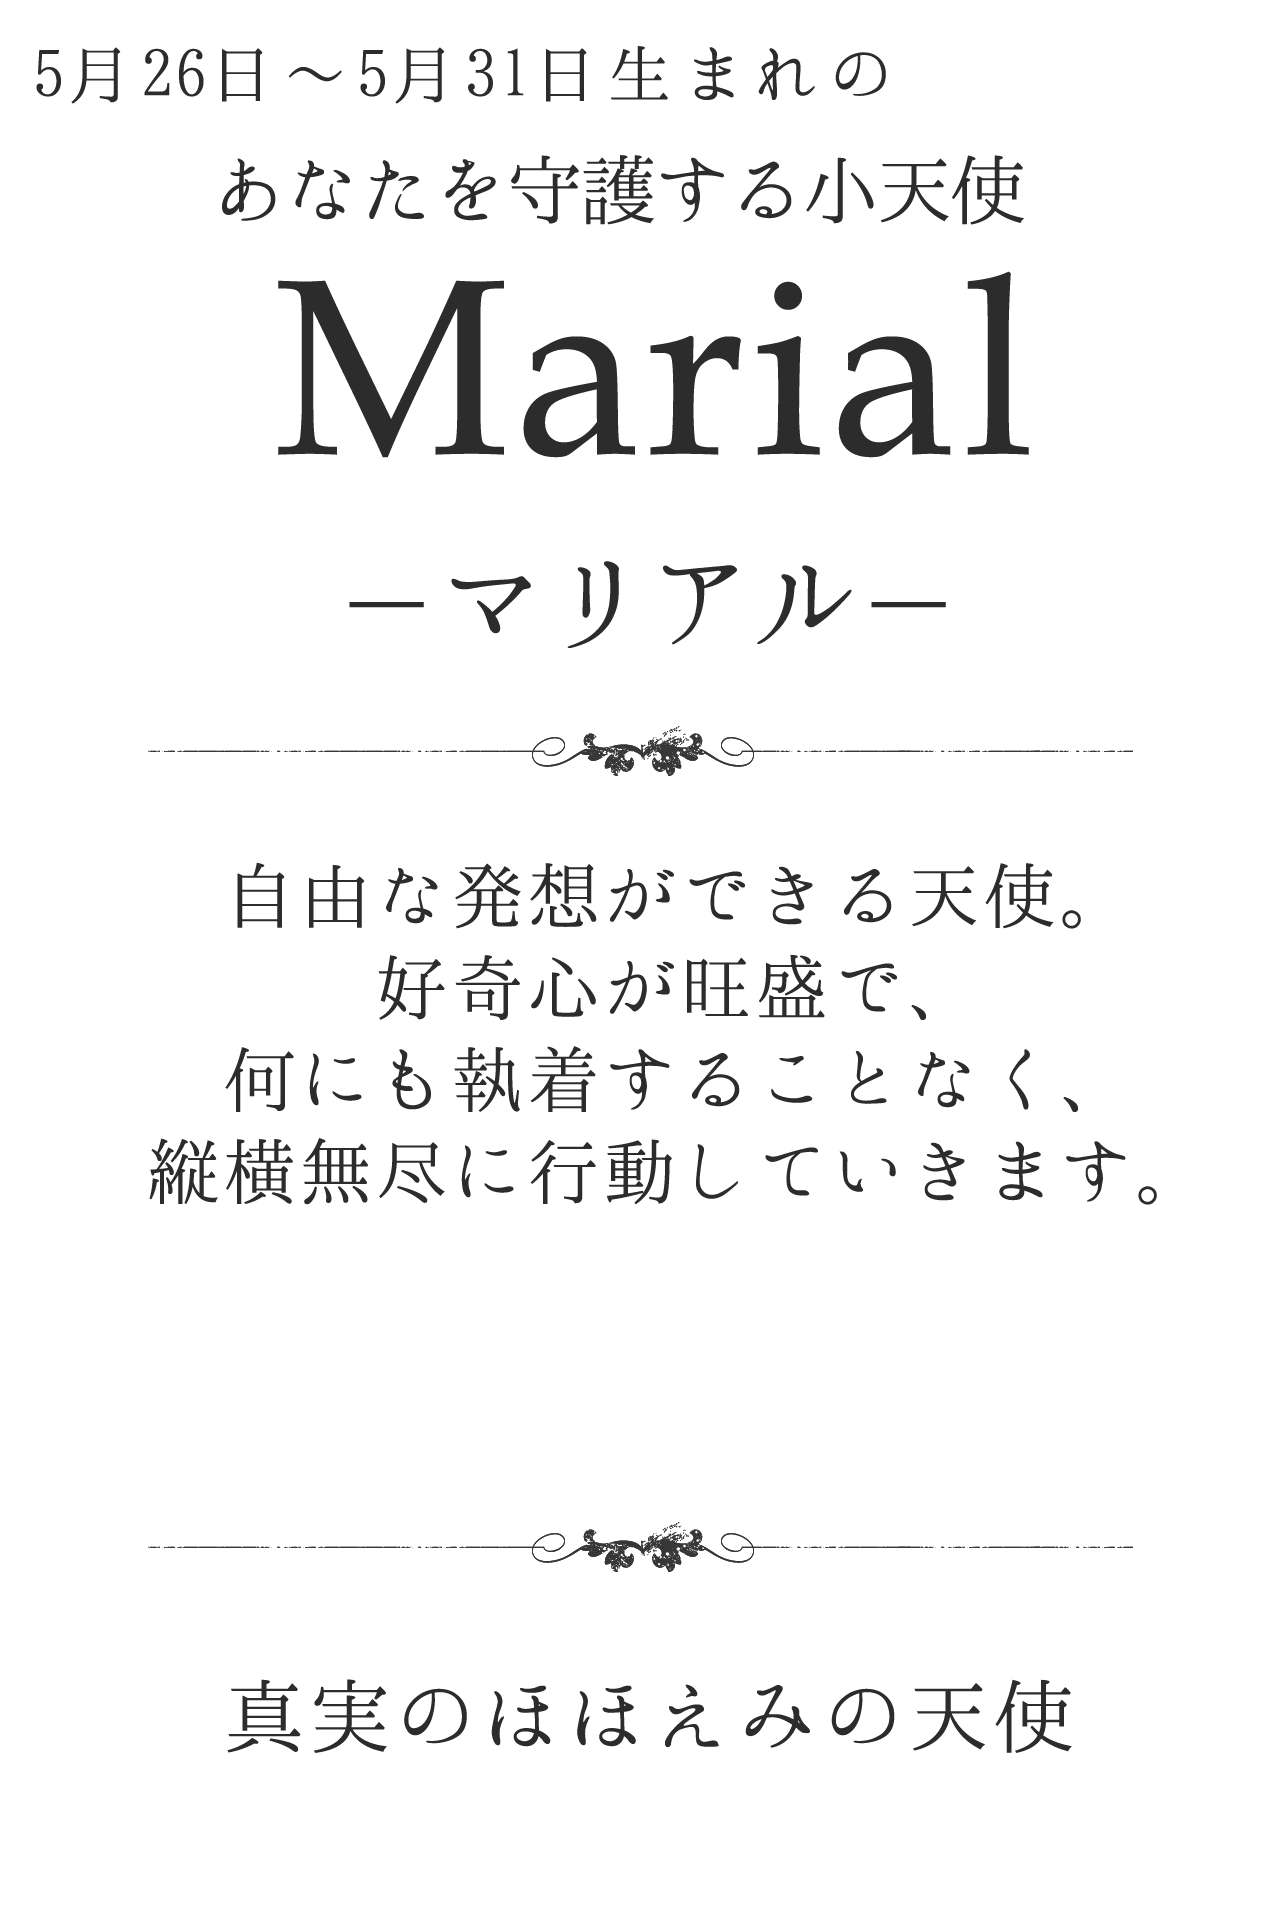 5月26日～5月31日生まれの
あなたを守護する小天使
Marial
―マリアル―
自由な発想ができる天使。
好奇心が旺盛で、
何にも執着することなく、
縦横無尽に行動していきます。
真実のほほえみの天使